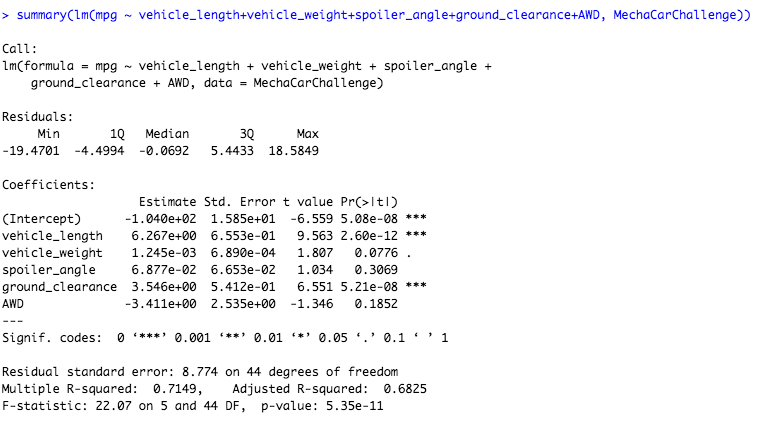 > summary(lm(mpg ~ vehicle_length+vehicle_weight+spoiler_angle+ground_clearance+AWD, MechaCarChallenge))
Call:
lm(formula = mpg ~ vehicle_length + vehicle_weight + spoiler_angle +
    ground_clearance + AWD, data = MechaCarChallenge)
Residuals:
     Min       1Q   Median       3Q      Max
-19.4701  -4.4994  -0.0692   5.4433  18.5849
Coefficients:
                   Estimate Std. Error t value Pr(>|t|)
(Intercept)      -1.040e+02  1.585e+01  -6.559 5.08e-08 ***
vehicle_length    6.267e+00  6.553e-01   9.563 2.60e-12 ***
vehicle_weight    1.245e-03  6.890e-04   1.807   0.0776 .
spoiler_angle     6.877e-02  6.653e-02   1.034   0.3069
ground_clearance  3.546e+00  5.412e-01   6.551 5.21e-08 ***
AWD              -3.411e+00  2.535e+00  -1.346   0.1852
---
Signif. codes:  0 ‘***’ 0.001 ‘**’ 0.01 ‘*’ 0.05 ‘.’ 0.1 ‘ ’ 1
Residual standard error: 8.774 on 44 degrees of freedom
Multiple R-squared:  0.7149,    Adjusted R-squared:  0.6825
F-statistic: 22.07 on 5 and 44 DF,  p-value: 5.35e-11